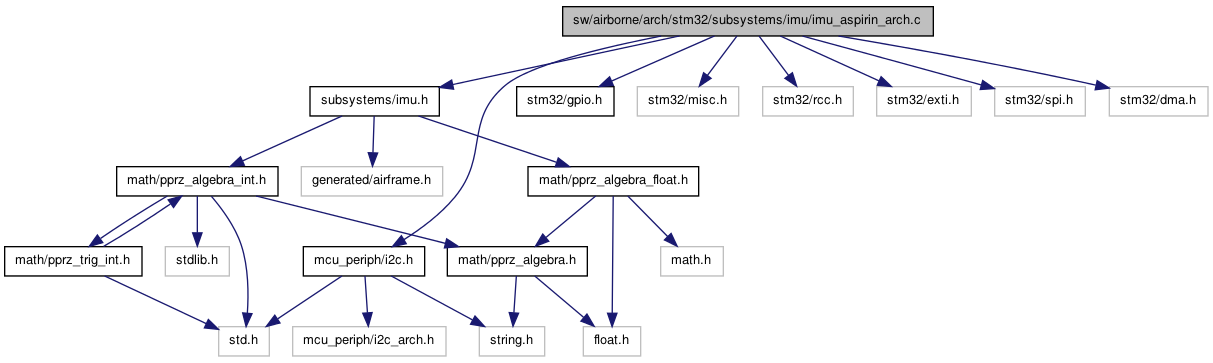 sw/airborne/arch/stm32/subsystems/imu/imu_aspirin_arch.c
subsystems/imu.h
stm32/gpio.h
stm32/misc.h
stm32/rcc.h
stm32/exti.h
stm32/spi.h
stm32/dma.h
math/pprz_algebra_int.h
generated/airframe.h
math/pprz_algebra_float.h
math/pprz_trig_int.h
stdlib.h
mcu_periph/i2c.h
math/pprz_algebra.h
math.h
std.h
mcu_periph/i2c_arch.h
string.h
float.h